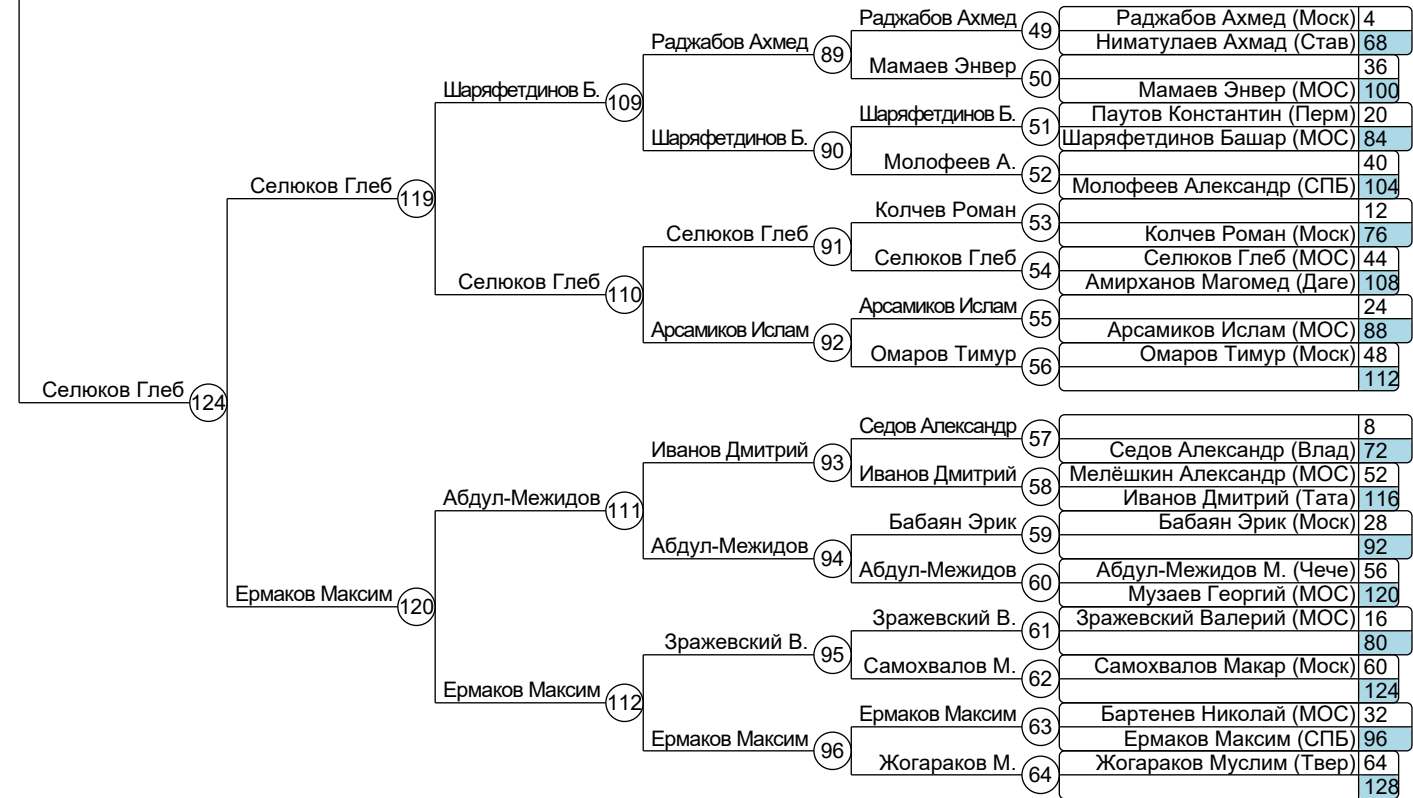 Раджабов Ахмед 49 Раджабов Ахмед (Моск) 4
Ниматулаев Ахмад (Став) 68
Раджабов Ахмед 89
Мамаев Энвер 50 36
Мамаев Энвер (МОС) 100
Шаряфетдинов Б. 109
Шаряфетдинов Б. 51 Паутов Константин (Перм) 20
Шаряфетдинов Башар (МОС) 84
Шаряфетдинов Б. 90
Молофеев А. 52 40
Молофеев Александр (СПБ) 104
Селюков Глеб 119
Колчев Роман 53 12
Колчев Роман (Моск) 76
Селюков Глеб 91
Селюков Глеб 54 Селюков Глеб (МОС) 44
Амирханов Магомед (Даге) 108
Селюков Глеб 110
Арсамиков Ислам 55 24
Арсамиков Ислам (МОС) 88
Арсамиков Ислам 92
Омаров Тимур 56 Омаров Тимур (Моск) 48
112
Селюков Глеб 124
Седов Александр 57 8
Седов Александр (Влад) 72
Иванов Дмитрий 93
Иванов Дмитрий 58 Мелёшкин Александр (МОС) 52
Иванов Дмитрий (Тата) 116
Абдул-Межидов 111
Бабаян Эрик 59 Бабаян Эрик (Моск) 28
92
Абдул-Межидов 94
Абдул-Межидов 60 Абдул-Межидов М. (Чече) 56
Музаев Георгий (МОС) 120
Ермаков Максим 120
Зражевский В. 61 Зражевский Валерий (МОС) 16
80
Зражевский В. 95
Самохвалов М. 62 Самохвалов Макар (Моск) 60
124
Ермаков Максим 112
Ермаков Максим 63 Бартенев Николай (МОС) 32
Ермаков Максим (СПБ) 96
Ермаков Максим 96
Жогараков М. 64 Жогараков Муслим (Твер) 64
128